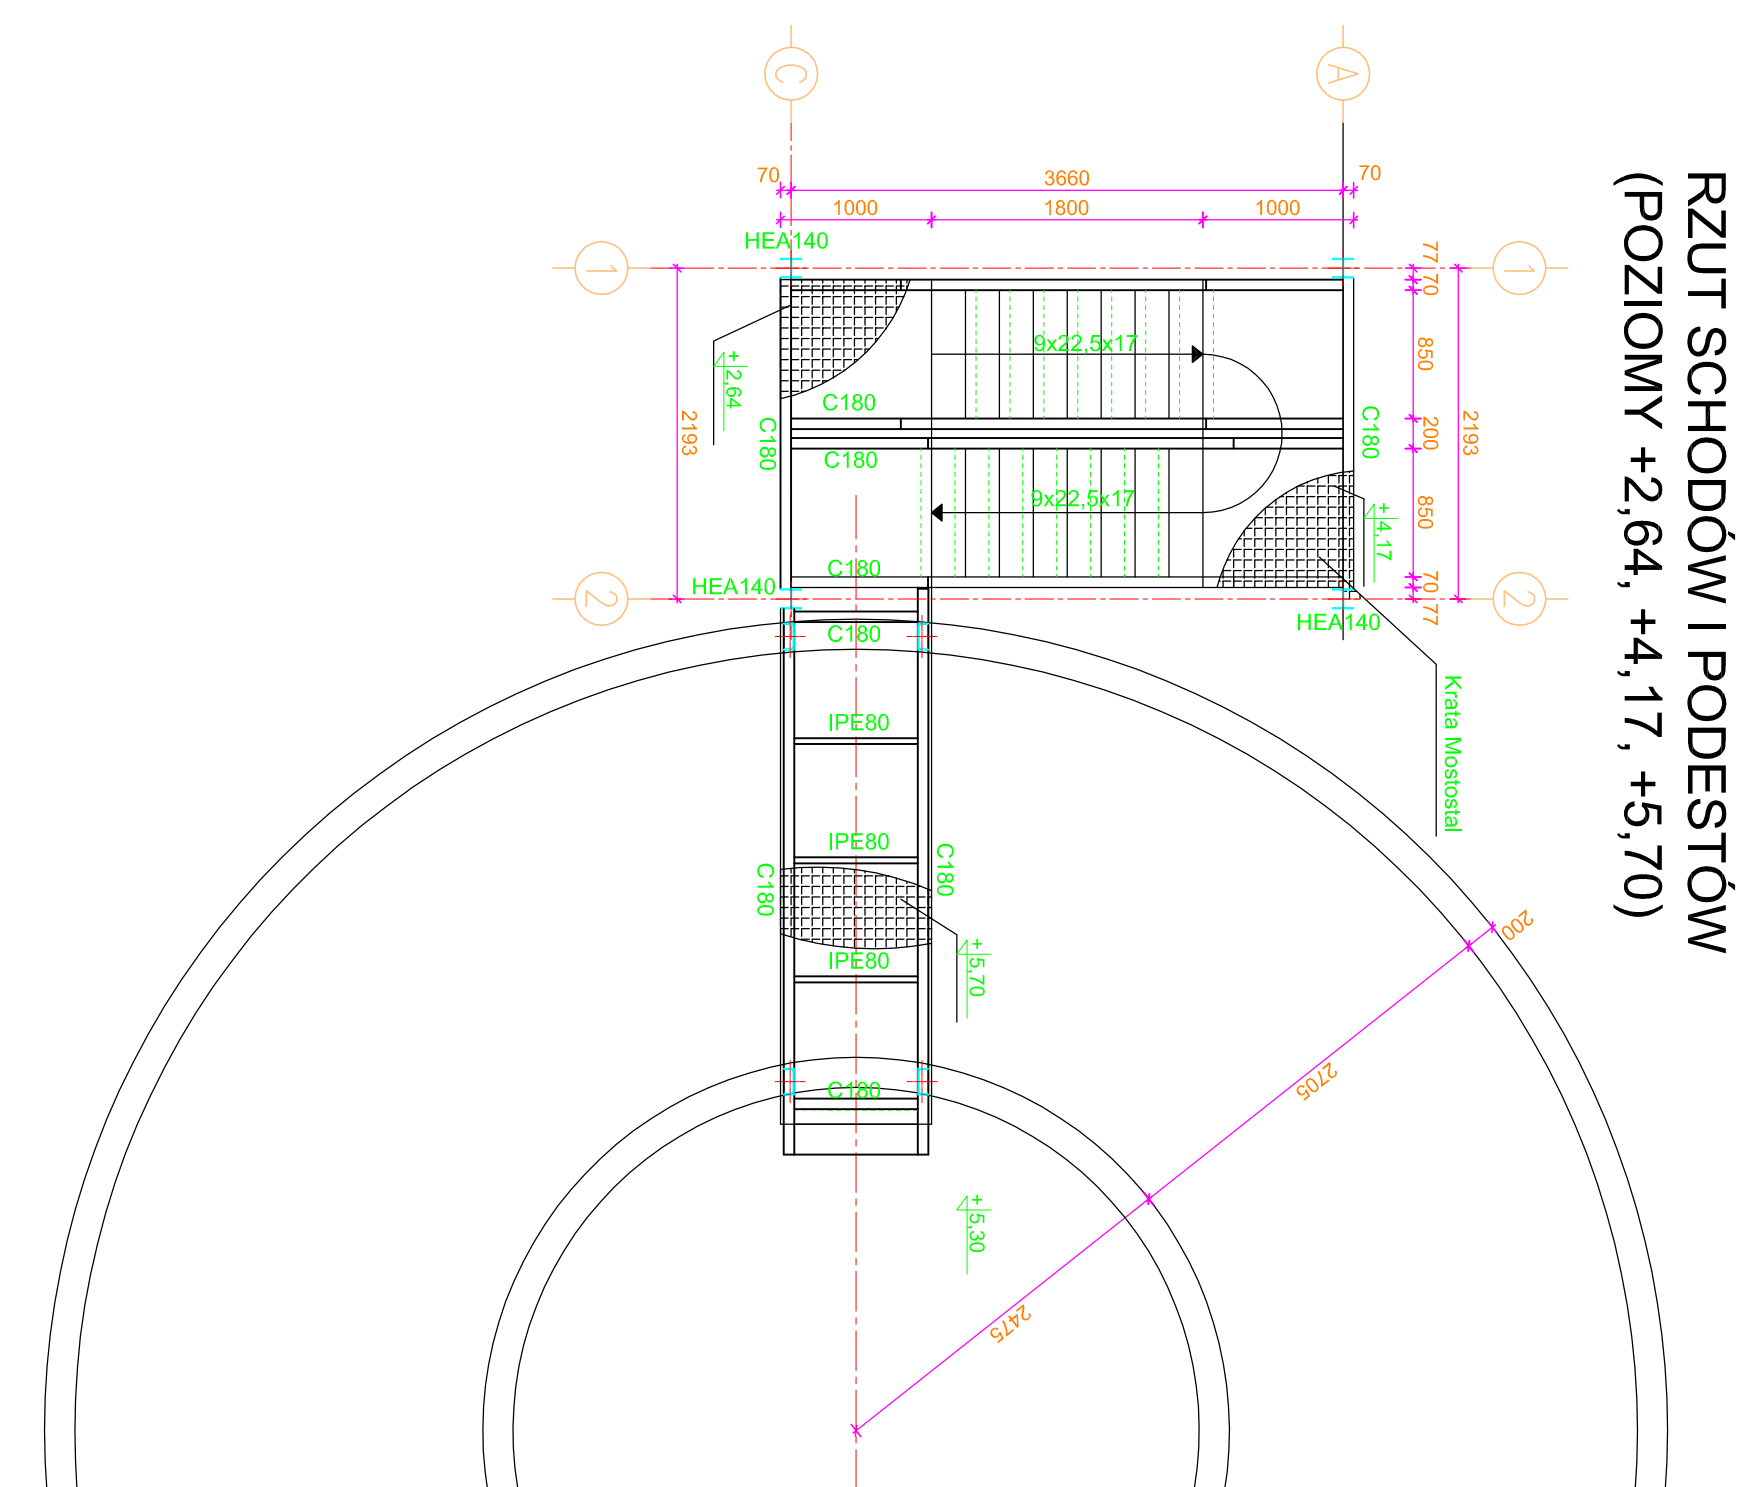 RZUT SCHODÓW I PODESTÓW
(POZIOMY +2,64, +4,17, +5,70)
C
A
70
3660
70
1000
1800
1000
HEA140
77
1
1
70
9x22,5x17
850
+2,64
C180
2193
C180
C180
200
2193
C180
9x22,5x17
850
+4,17
C180
HEA140
70
2
2
77
HEA140
C180
Krata Mostostal
IPE80
IPE80
C180
C180
200
IPE80
+5,70
2705
C180
+5,30
2475